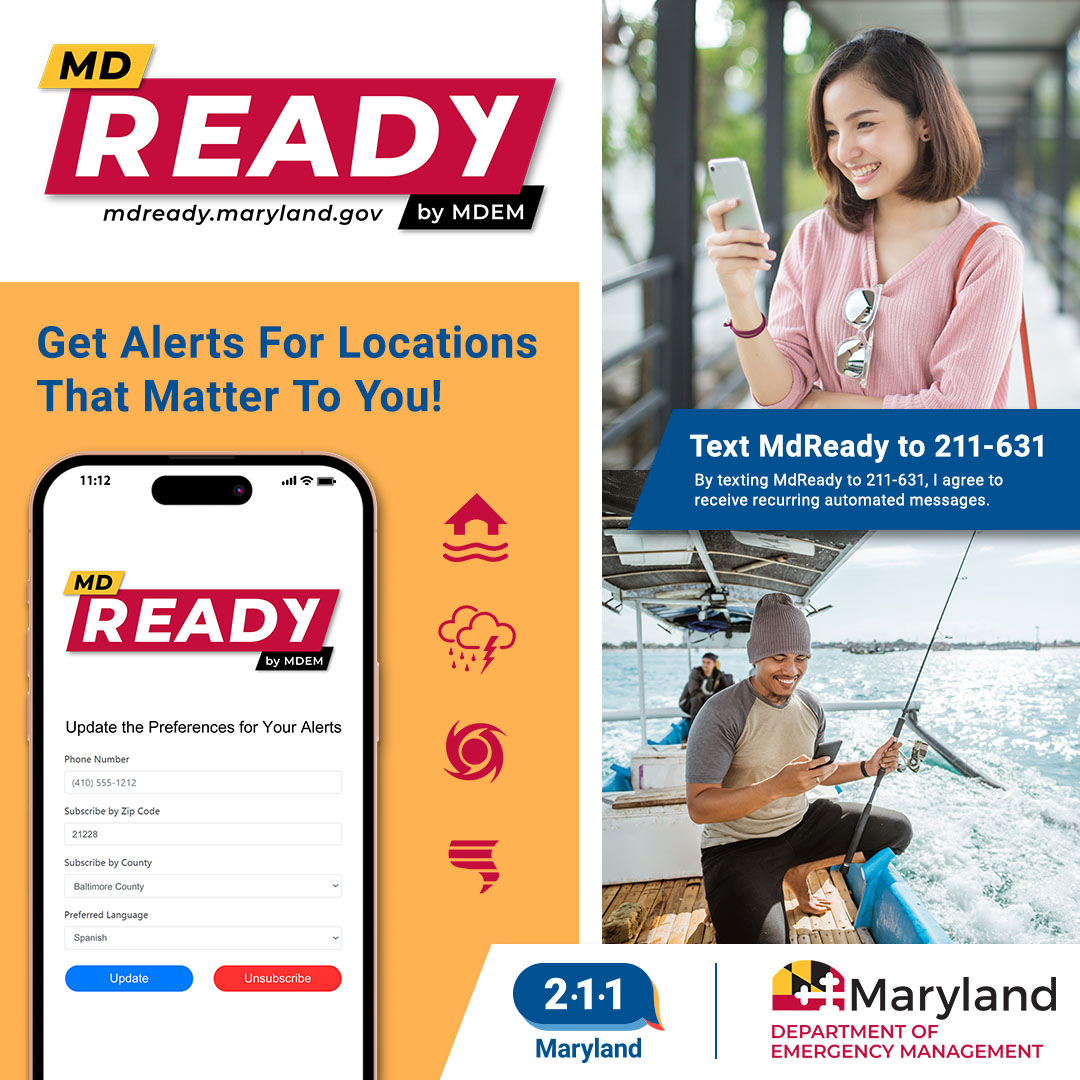 MD
READY
mdready.maryland.gov
by MDEM
Get Alerts For Locations
That Matter To You!
11:12
MD
READY
by MDEM
Update the Preferences for Your Alerts
Phone Number
(410) 555-1212
Subscribe by Zip Code
21228
Subscribe by County
Baltimore County
Preferred Language
Spanish
Update
Unsubscribe
Text MdReady to 211-631
By texting MdReady to 211-631, I agree to
receive recurring automated messages.
2·1·1
Maryland
Maryland
DEPARTMENT OF
EMERGENCY MANAGEMENT